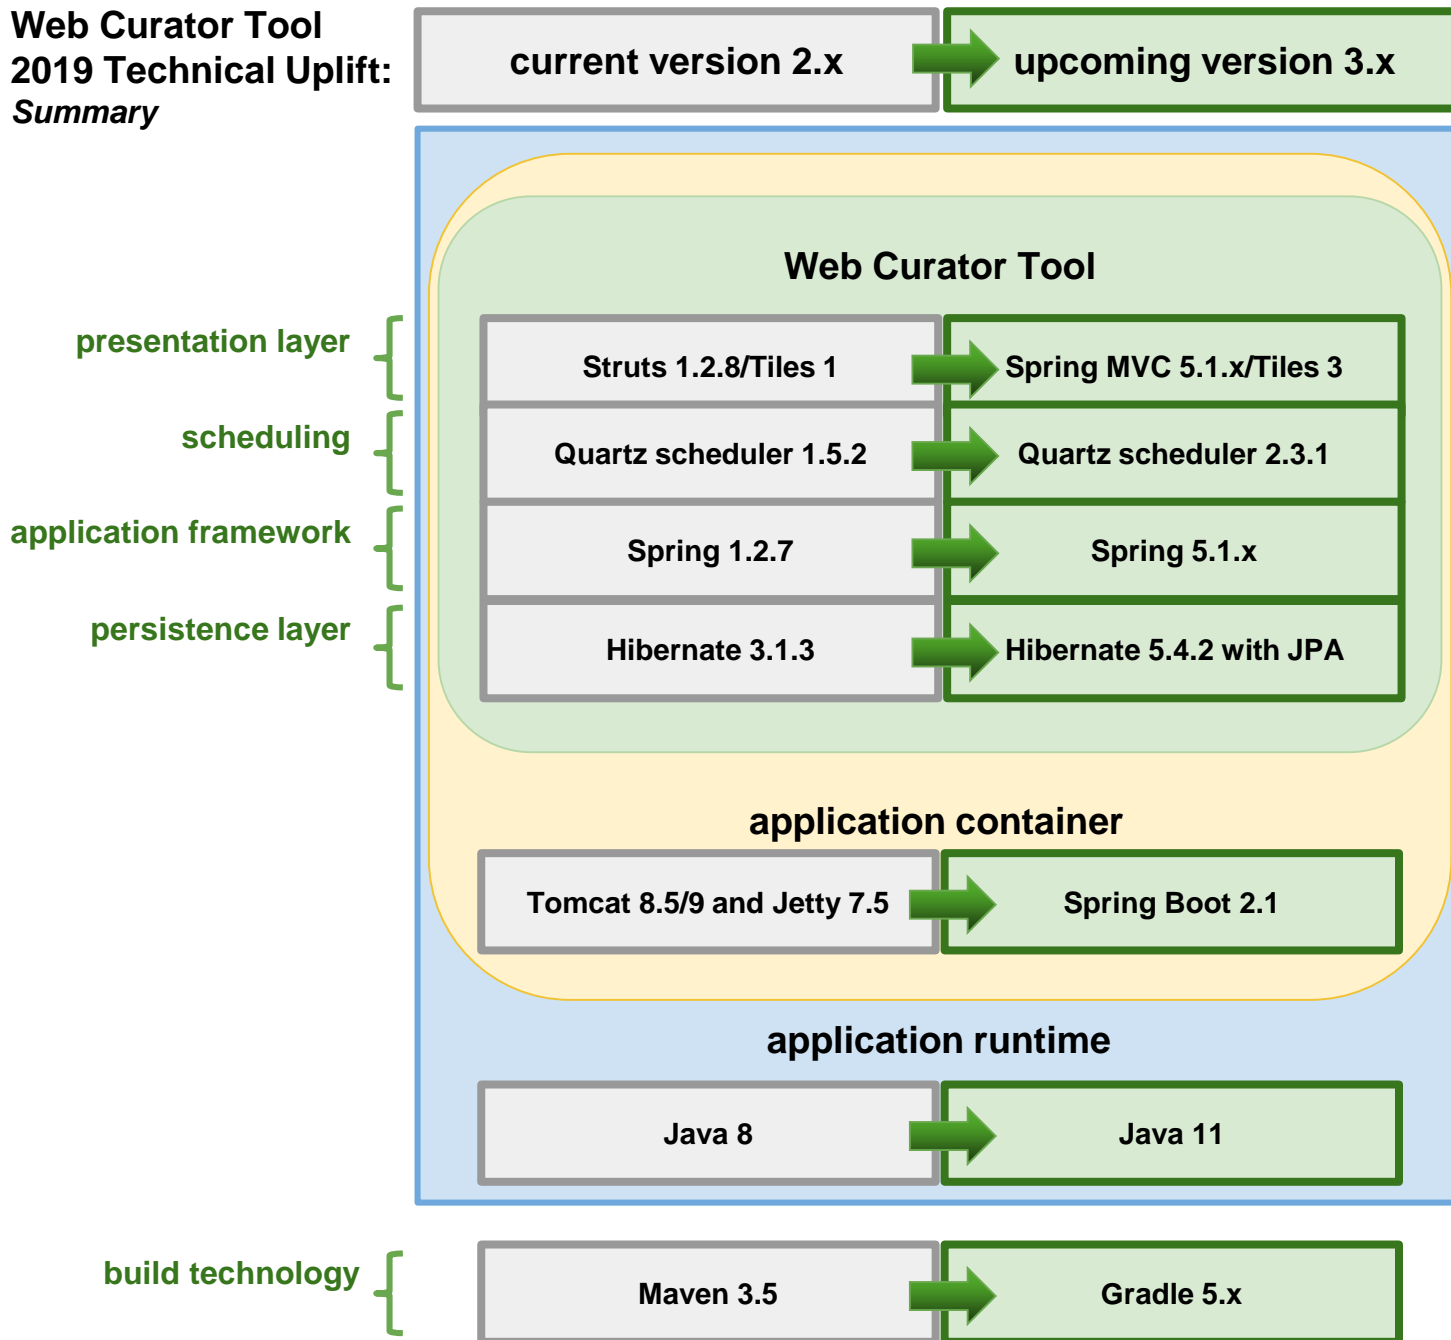 Web Curator Tool
2019 Technical Uplift:
Summary
current version 2.x
upcoming version 3.x
Web Curator Tool
presentation layer
Struts 1.2.8/Tiles 1
Spring MVC 5.1.x/Tiles 3
scheduling
Quartz scheduler 1.5.2
Quartz scheduler 2.3.1
application framework
Spring 1.2.7
Spring 5.1.x
persistence layer
Hibernate 3.1.3
Hibernate 5.4.2 with JPA
application container
Tomcat 8.5/9 and Jetty 7.5
Spring Boot 2.1
application runtime
Java 8
Java 11
build technology
Maven 3.5
Gradle 5.x